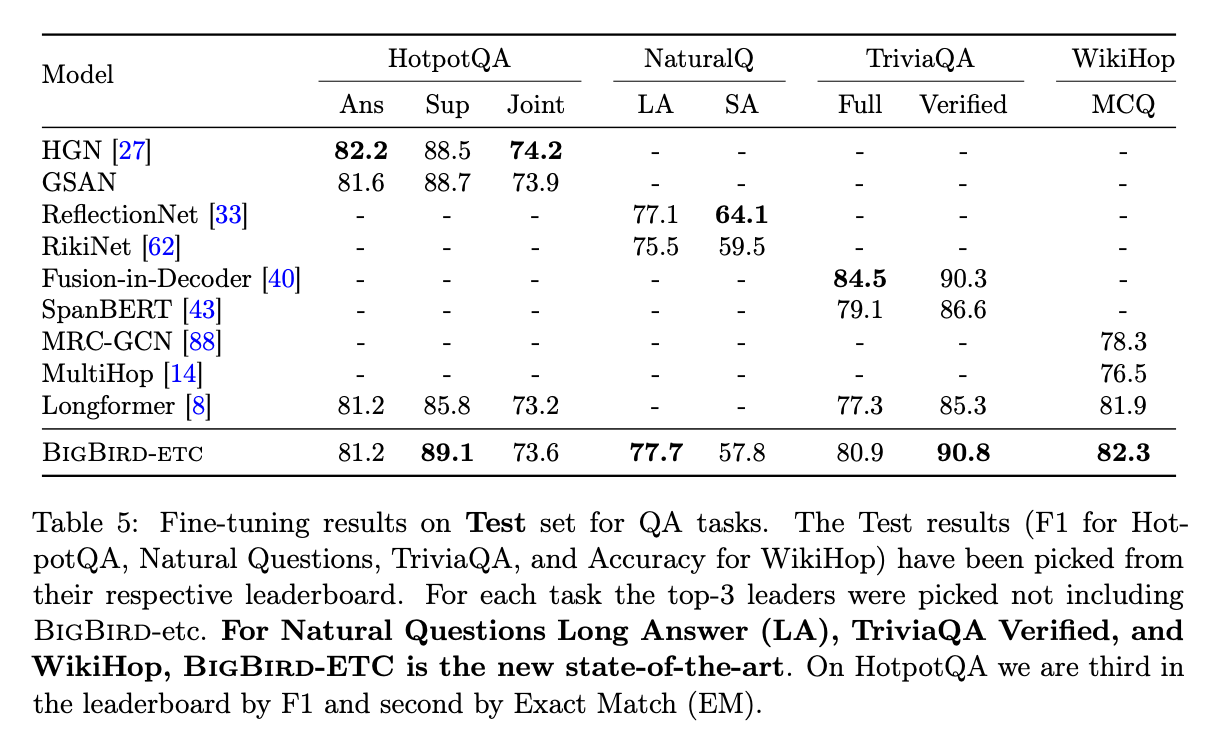 Model HotpotQA NaturalQ TriviaQA WikiHop
Ans Sup Joint LA SA Full Verified MCQ
HGN [27] 82.2 88.5 74.2 - - - - -
GSAN 81.6 88.7 73.9 - - - - -
ReflectionNet [33] - - - 77.1 64.1 - - -
RikiNet [62] - - - 75.5 59.5 - - -
Fusion-in-Decoder [40] - - - - - 84.5 90.3 -
SpanBERT [43] - - - - - 79.1 86.6 -
MRC-GCN [88] - - - - - - - 78.3
MultiHop [14] - - - - - - - 76.5
Longformer [8] 81.2 85.8 73.2 - - 77.3 85.3 81.9
BIGBIRD-ETC 81.2 89.1 73.6 77.7 57.8 80.9 90.8 82.3
Table 5: Fine-tuning results on Test set for QA tasks. The Test results (F1 for Hot-
potQA, Natural Questions, TriviaQA, and Accuracy for WikiHop) have been picked from
their respective leaderboard. For each task the top-3 leaders were picked not including
BIGBIRD-etc. For Natural Questions Long Answer (LA), TriviaQA Verified, and
WikiHop, BIGBIRD-ETC is the new state-of-the-art. On HotpotQA we are third in
the leaderboard by F1 and second by Exact Match (EM).